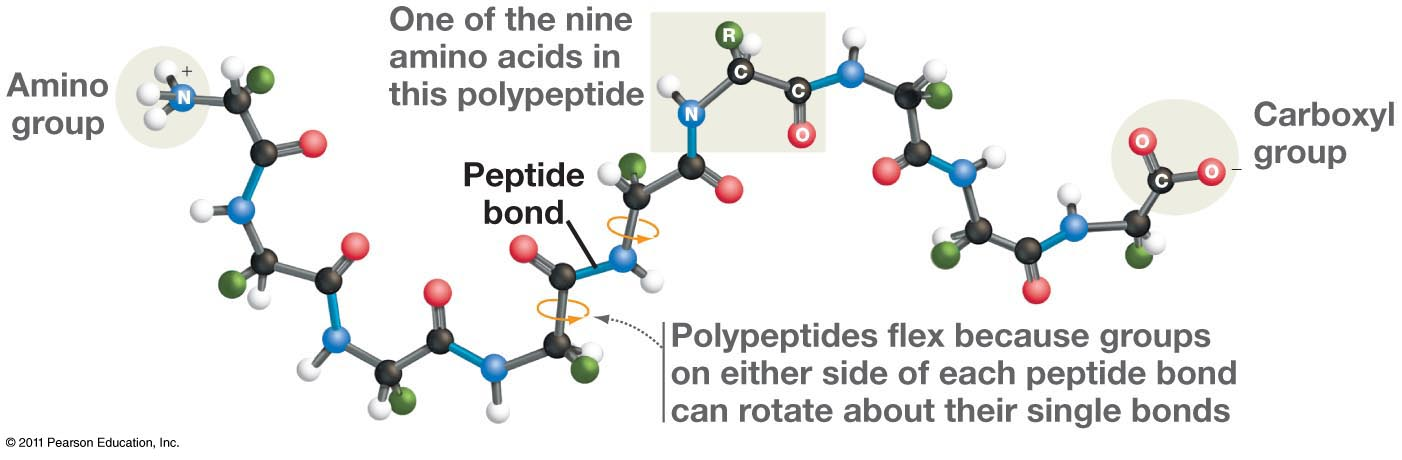 One of the nine
amino acids in
this polypeptide
Amino
group
+
N
R
C
C
N
O
Carboxyl
group
O
C
O
−
Peptide
bond
Polypeptides flex because groups
on either side of each peptide bond
can rotate about their single bonds
© 2011 Pearson Education, Inc.